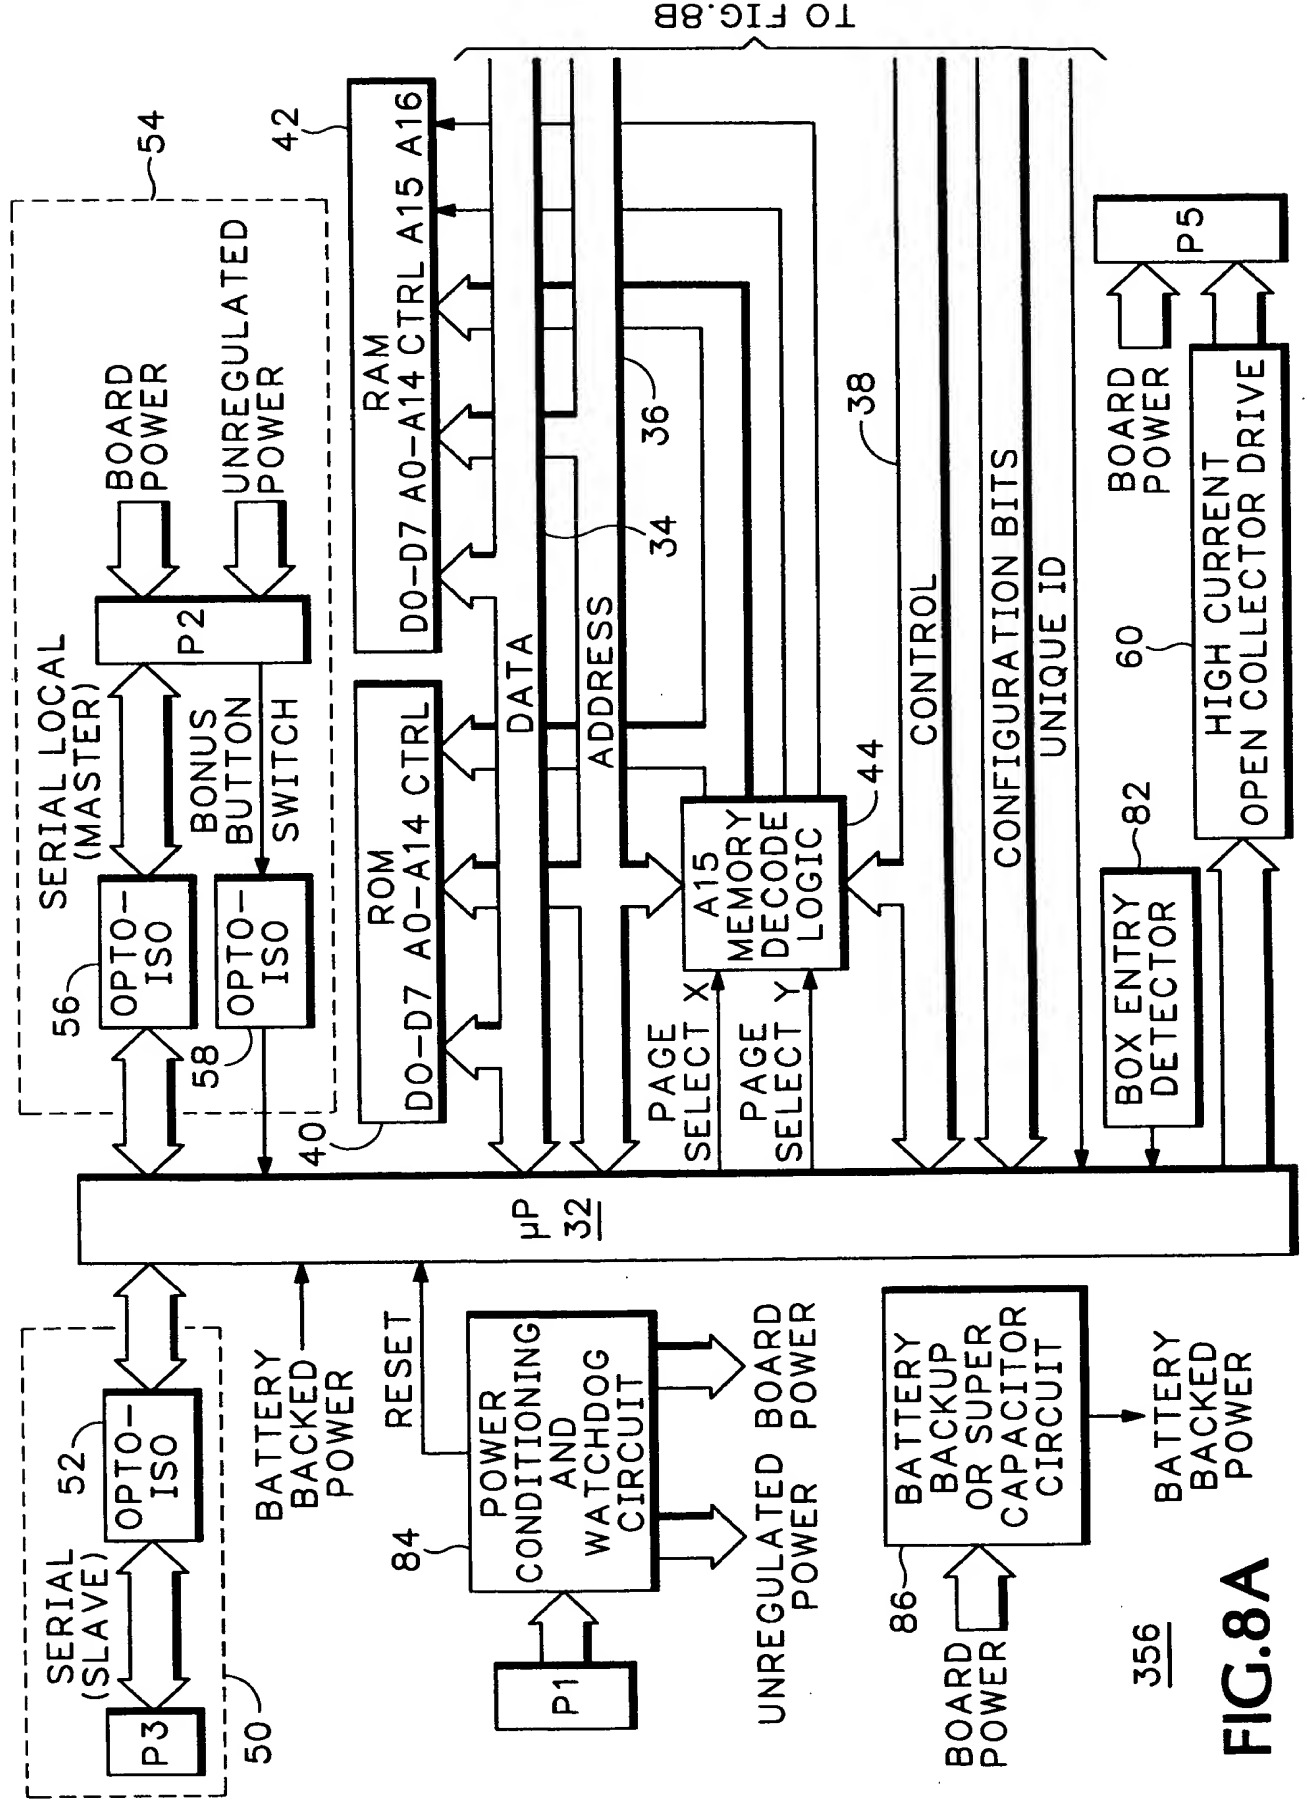 SERIAL
(SLAVE)
P3
52
OPTO-
ISO
50
BATTERY
BACKED
POWER
RESET
84
POWER
CONDITIONING
AND
WATCHDOG
CIRCUIT
P1
UNREGULATED
POWER
BOARD
POWER
86
BATTERY
BACKUP
OR SUPER
CAPACITOR
CIRCUIT
BOARD
POWER
BATTERY
BACKED
POWER
µP
32
54
SERIAL LOCAL
(MASTER)
56
OPTO-
ISO
58
OPTO-
ISO
BONUS
BUTTON
SWITCH
P2
BOARD
POWER
UNREGULATED
POWER
40
ROM
D0-D7 A0-A14 CTRL
42
RAM
D0-D7 A0-A14 CTRL A15 A16
DATA
34
ADDRESS
36
PAGE
SELECT X
PAGE
SELECT Y
A15
MEMORY
DECODE
LOGIC
44
38
CONTROL
CONFIGURATION BITS
UNIQUE ID
82
BOX ENTRY
DETECTOR
60
HIGH CURRENT
OPEN COLLECTOR DRIVE
BOARD
POWER
P5
TO FIG.8B
356
FIG.8A